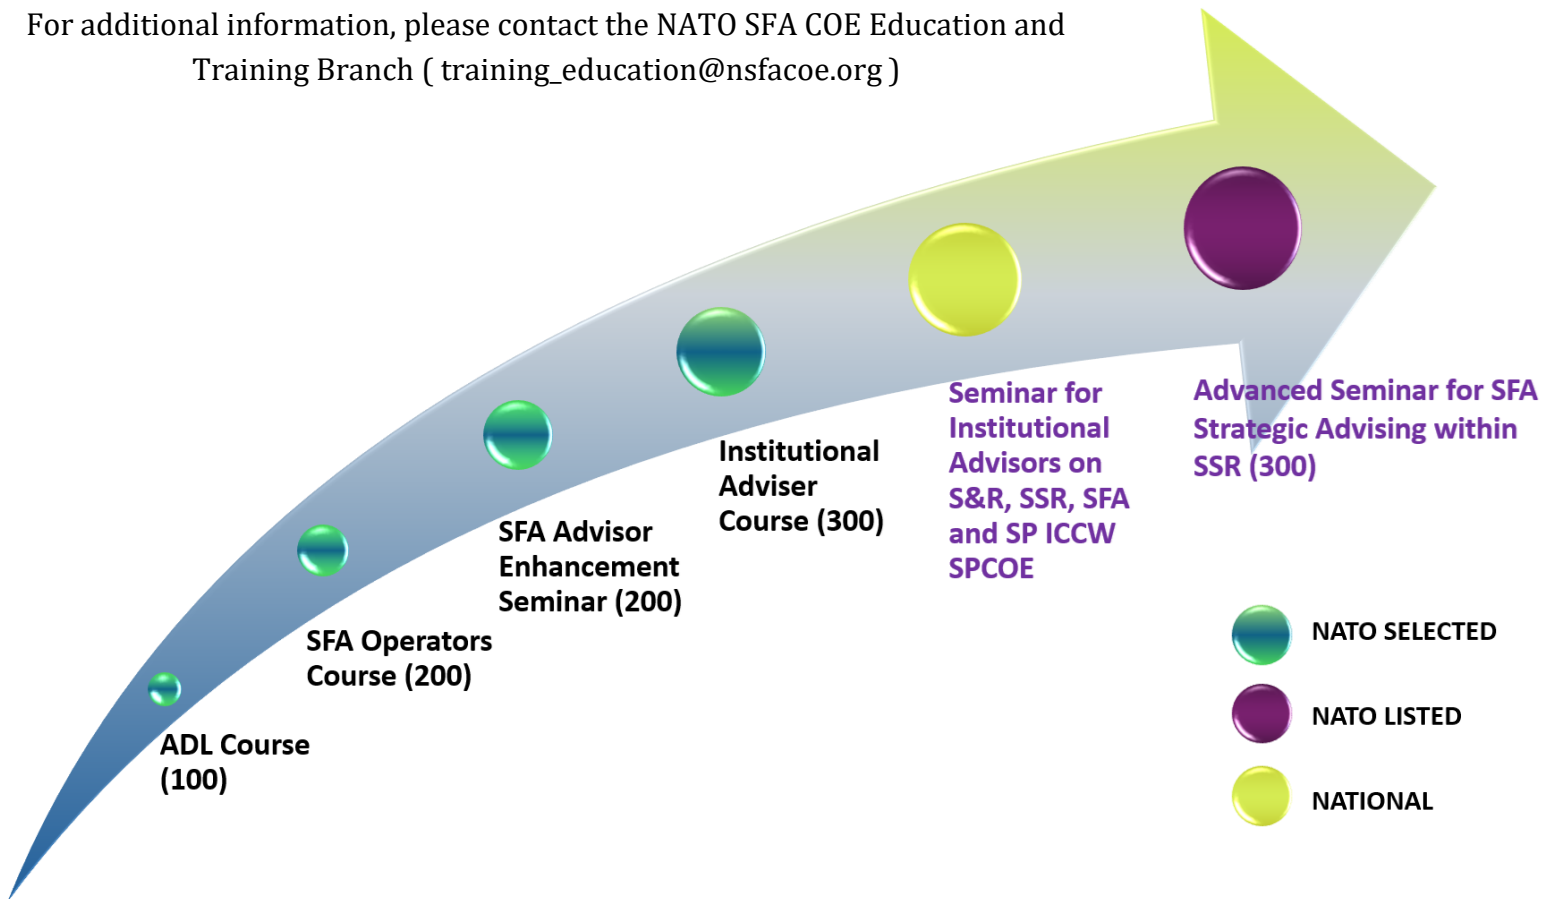 For additional information, please contact the NATO SFA COE Education and
Training Branch ( training_education@nsfacoe.org )
ADL Course
(100)
SFA Operators
Course (200)
SFA Advisor
Enhancement
Seminar (200)
Institutional
Adviser
Course (300)
Seminar for
Institutional
Advisors on
S&R, SSR, SFA
and SP ICCW
SPCOE
Advanced Seminar for SFA
Strategic Advising within
SSR (300)
NATO SELECTED
NATO LISTED
NATIONAL